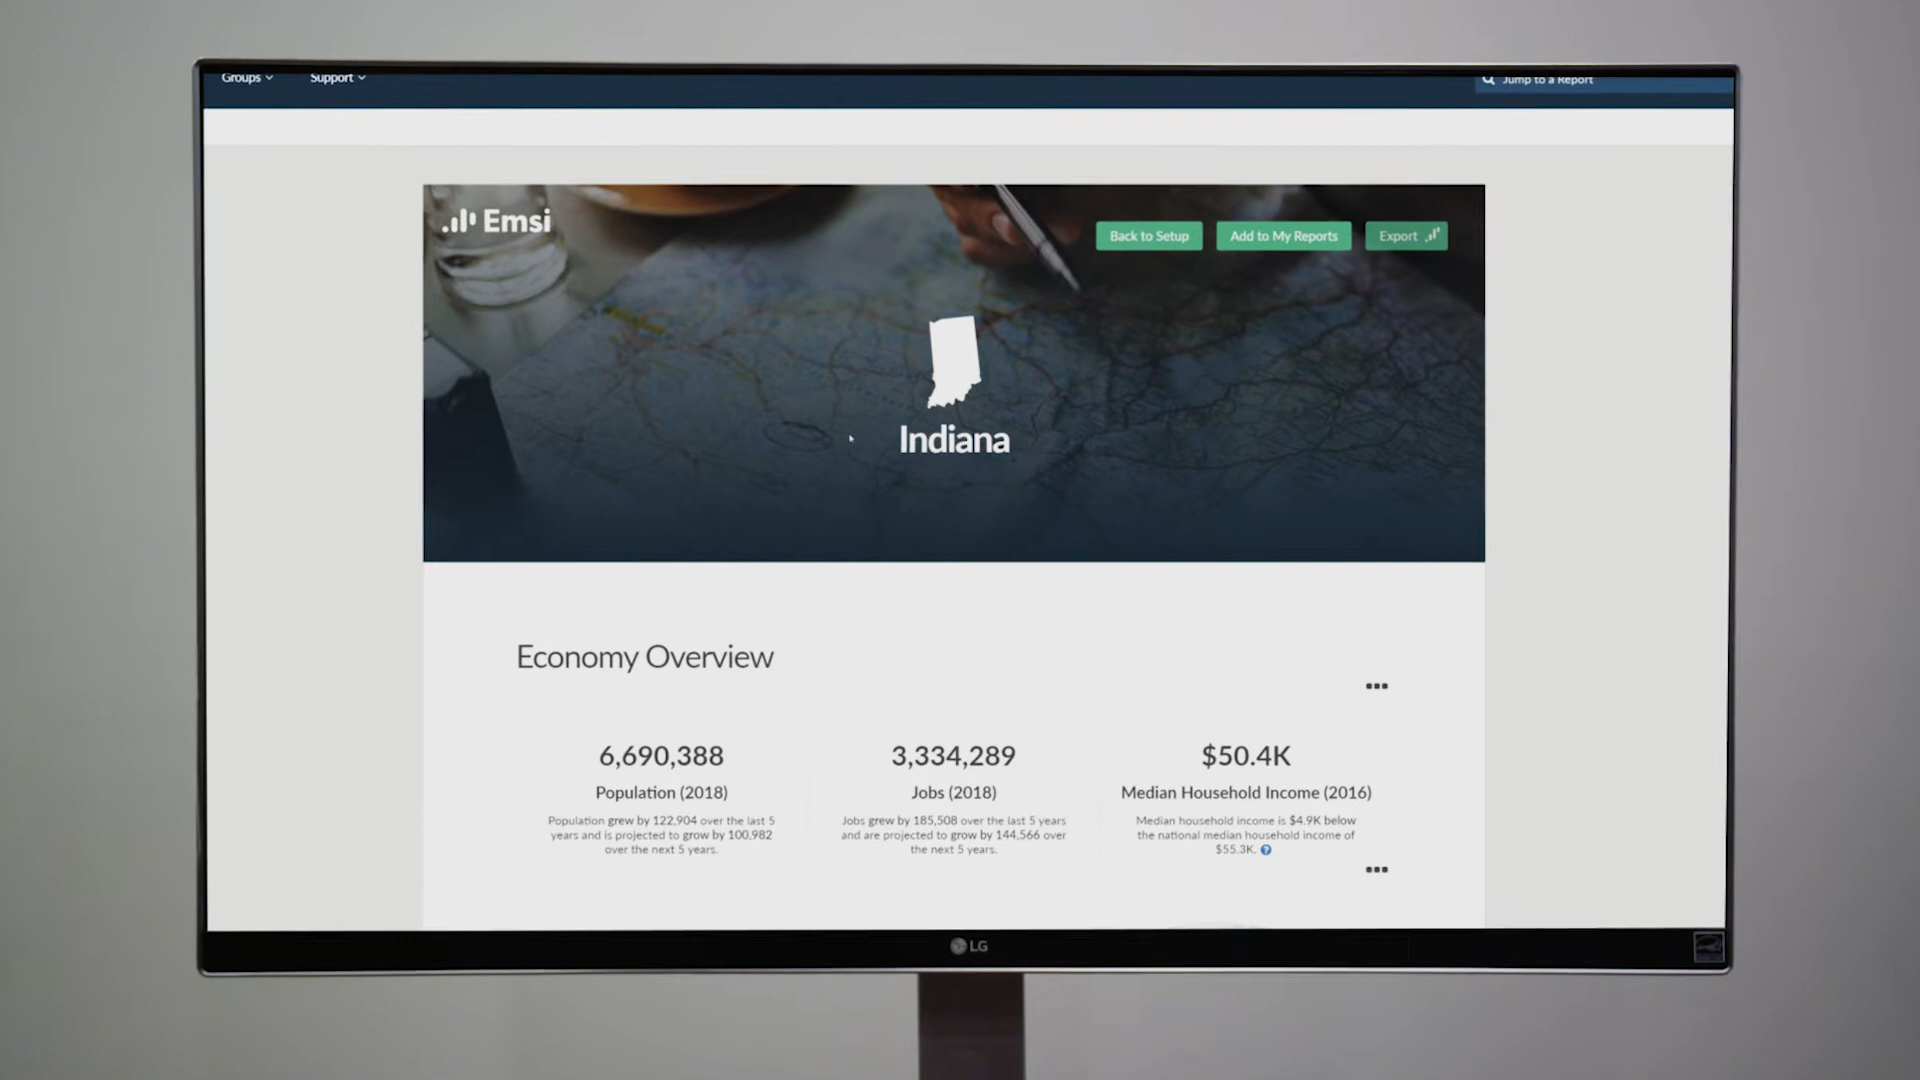 Groups
Support
Jump to a Report
Emsi
Back to Setup
Add to My Reports
Export
Indiana
Economy Overview
6,690,388
Population (2018)
Population grew by 122,904 over the last 5
years and is projected to grow by 100,982
over the next 5 years.
3,334,289
Jobs (2018)
Jobs grew by 185,508 over the last 5 years
and are projected to grow by 144,566 over
the next 5 years.
$50.4K
Median Household Income (2016)
Median household income is $4.9K below
the national median household income of
$55.3K. ?
LG